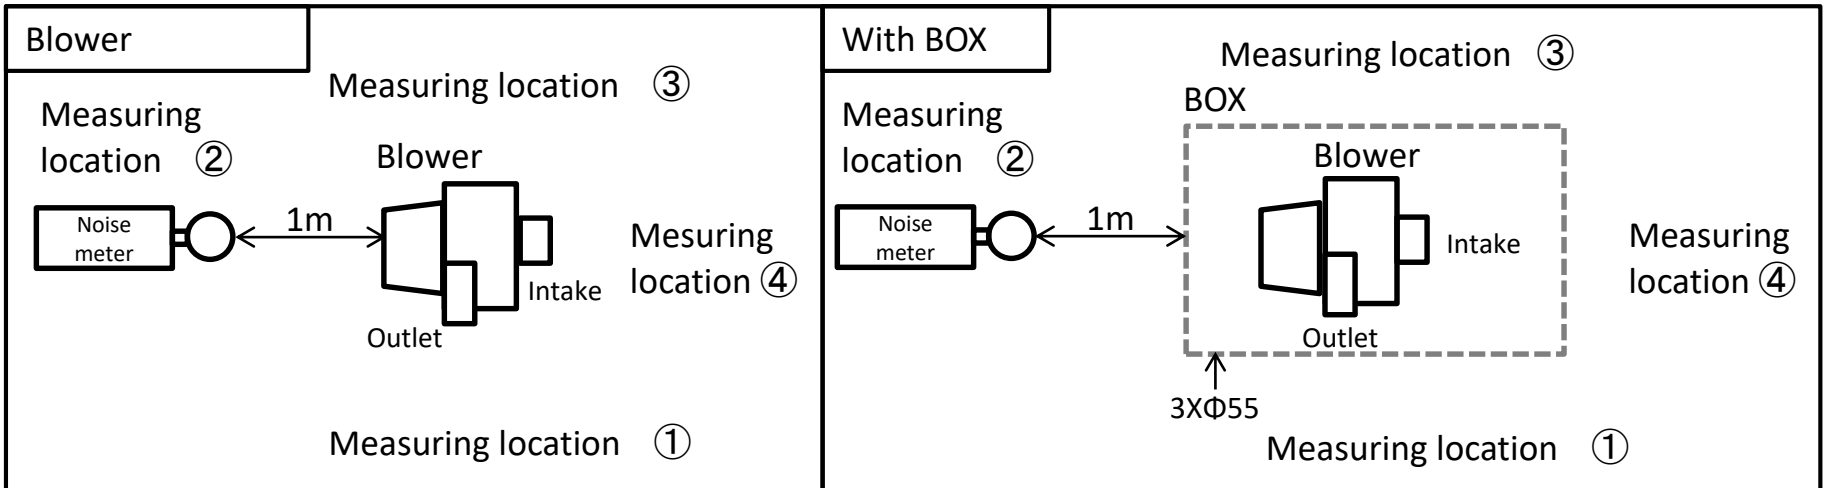 Blower
Measuring location ③
Measuring
location ②
Blower
Noise
meter
1m
Mesuring
location ④
Intake
Outlet
Measuring location ①
With BOX
Measuring location ③
BOX
Measuring
location ②
Blower
Noise
meter
1m
Intake
Measuring
location ④
Outlet
3XΦ55
Measuring location ①